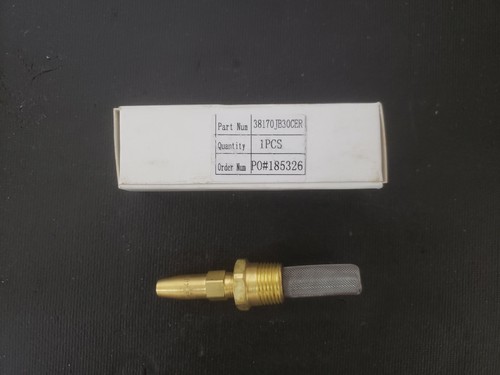 Part Num 38170JB30CER
Quantity 1PCS
Order Num PO#185326